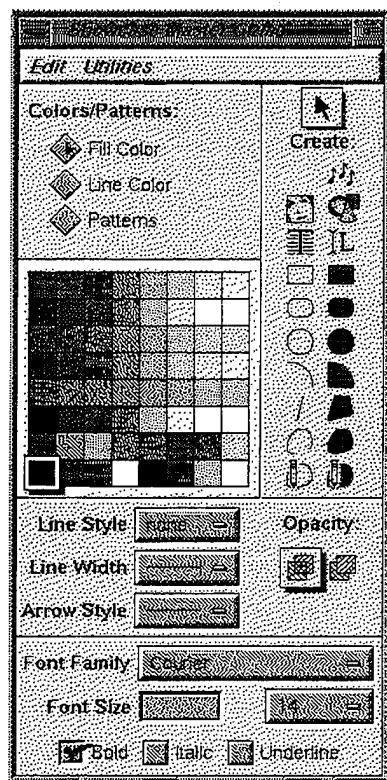 Edit Utilities
Colors/Patterns:
Fill Color
Line Color
Patterns
Create:
Line Style none
Line Width
Arrow Style
Opacity
Font Family Courier
Font Size 14
Bold Italic Underline